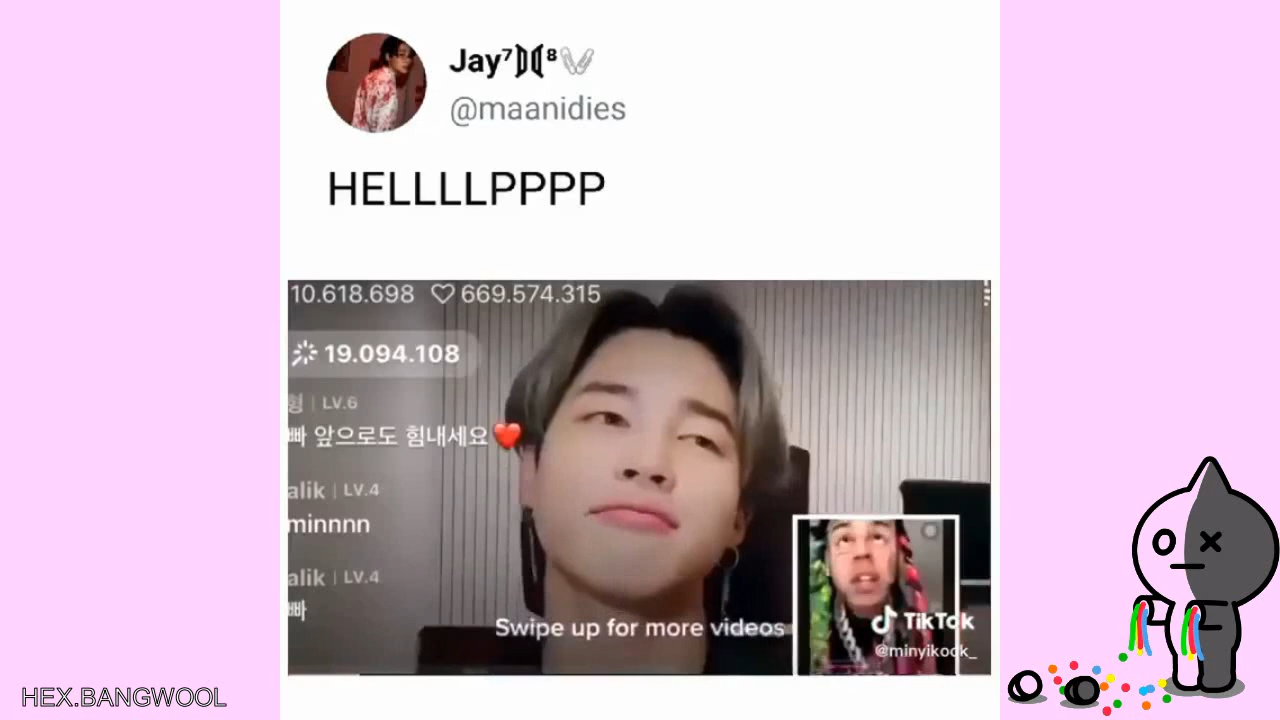 Jay⁷⟭⟬⁸
@maanidies
HELLLLPPPP
10.618.698 ♡ 669.574.315
19.094.108
형 | LV.6
빠 앞으로도 힘내세요❤️
alik | LV.4
minnnn
alik | LV.4
빠
Swipe up for more videos
TikTok
@minyikook_
HEX.BANGWOOL